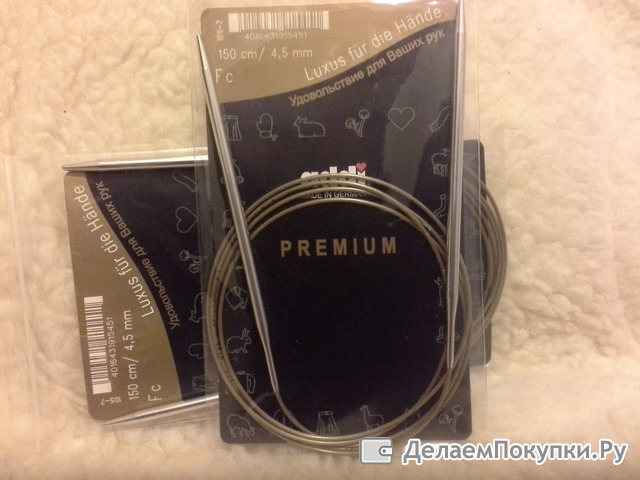 105-7
4016431915451
150 cm/ 4,5 mm
Fc
Luxus für die Hände
Удовольствие для Ваших рук
addi
MADE IN GERMANY
PREMIUM
Luxus für die Hände
Удовольствие для Ваших рук
4016431915451
150 cm/ 4,5 mm
Fc
105-7
ДелаемПокупки.Ру